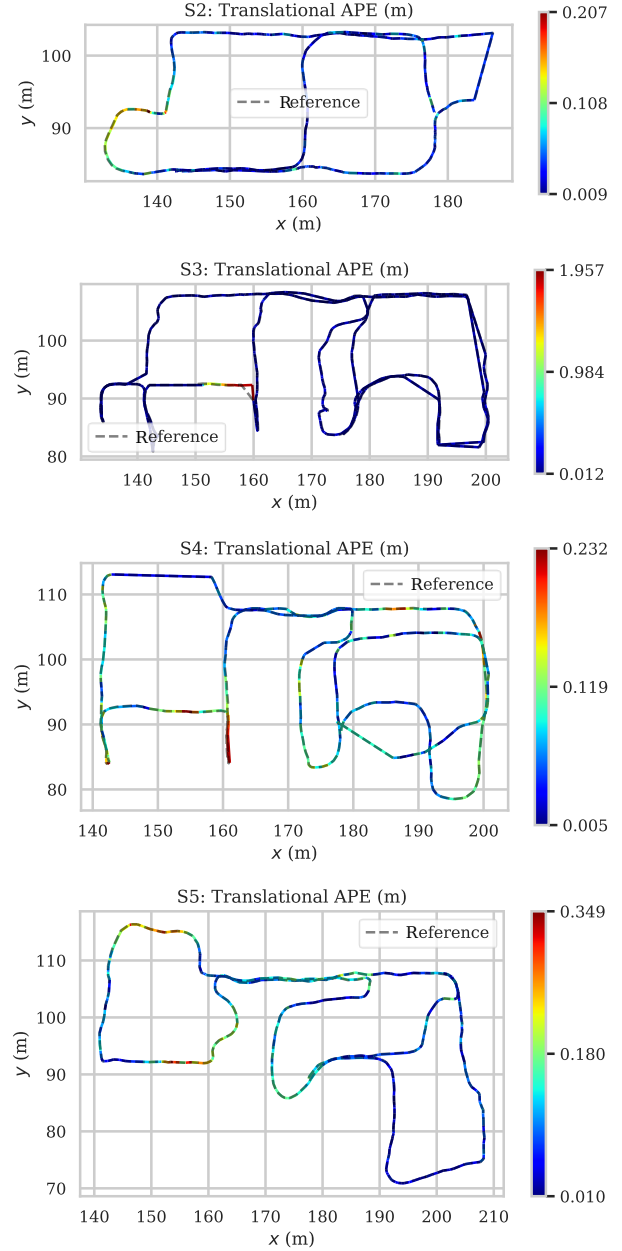 S2: Translational APE (m)
0.207
100
y (m)
Reference
0.108
90
0.009
140 150 160 170 180
x (m)
S3: Translational APE (m)
1.957
100
y (m)
0.984
90
Reference
80
0.012
140 150 160 170 180 190 200
x (m)
S4: Translational APE (m)
0.232
Reference
110
100
y (m)
0.119
90
80
0.005
140 150 160 170 180 190 200
x (m)
S5: Translational APE (m)
0.349
Reference
110
100
y (m)
0.180
90
80
70
0.010
140 150 160 170 180 190 200 210
x (m)